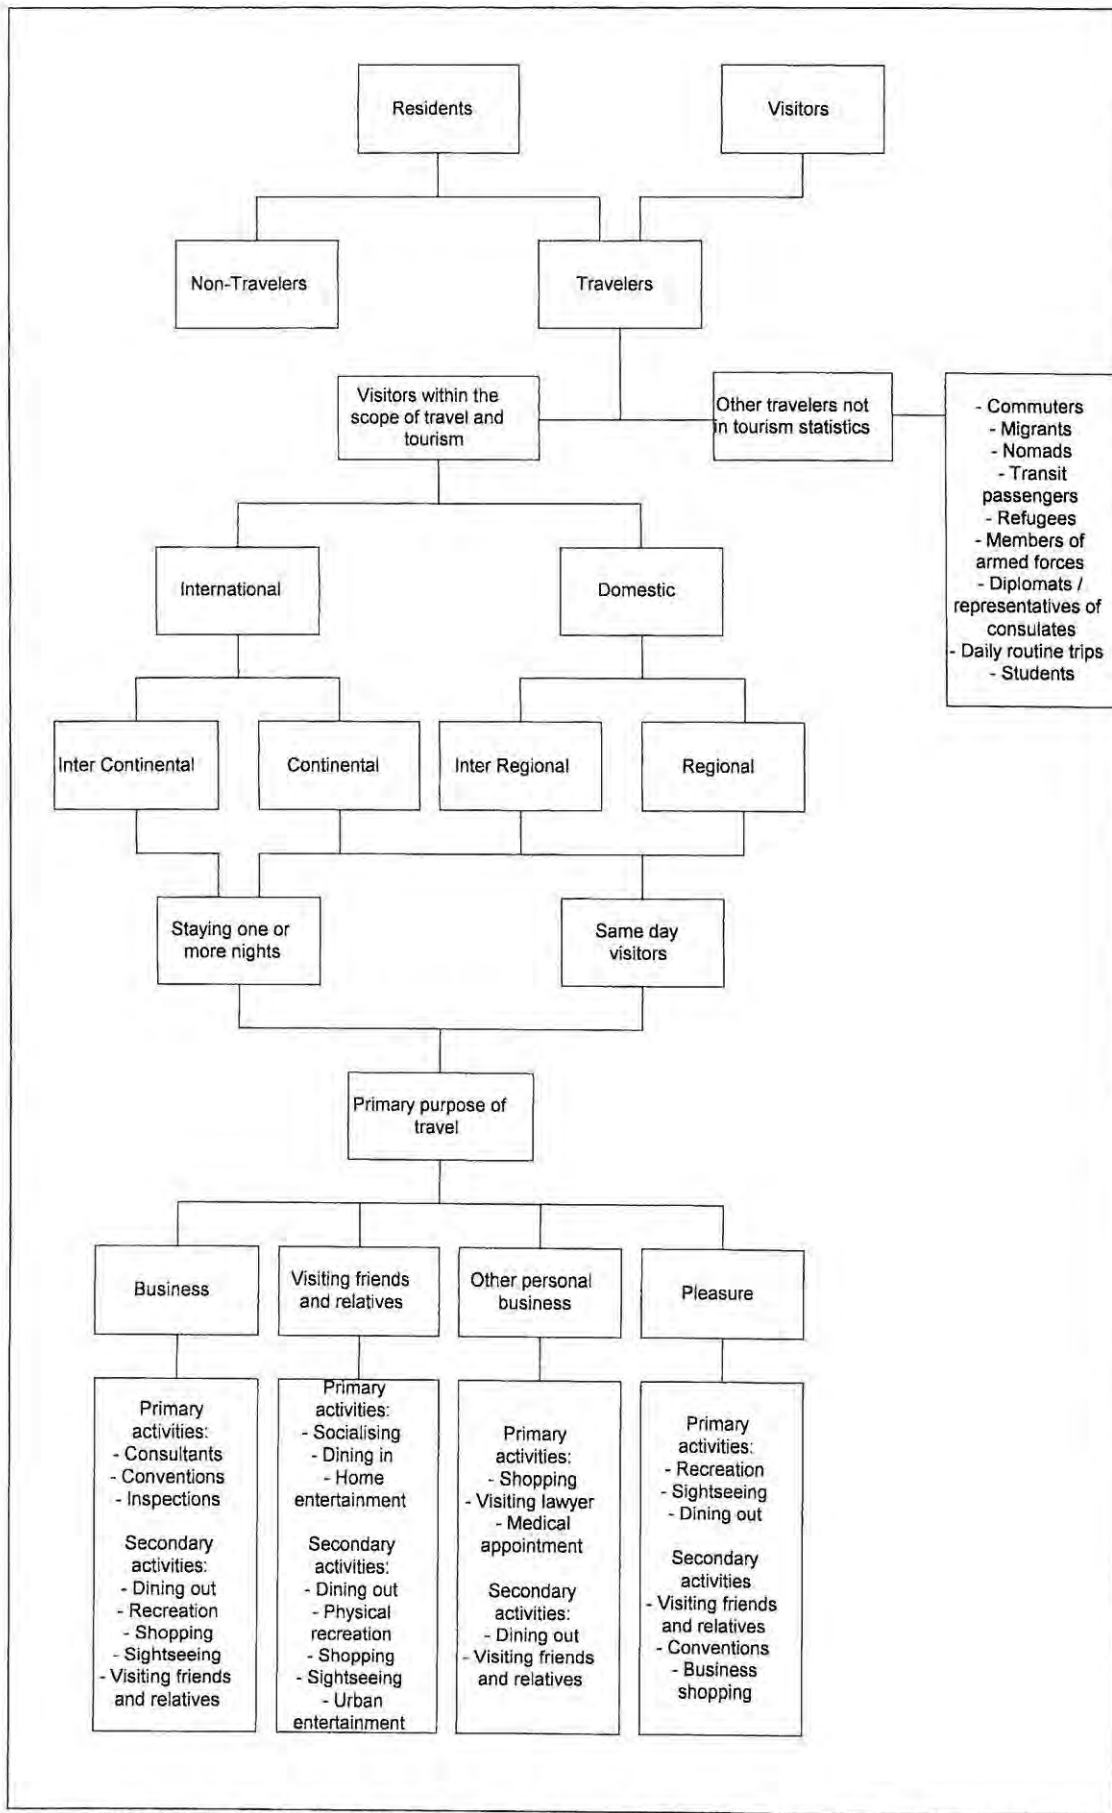 Residents
Visitors
Non-Travelers
Travelers
Visitors within the
scope of travel and
tourism
Other travelers not
in tourism statistics
- Commuters
- Migrants
- Nomads
- Transit
passengers
- Refugees
- Members of
armed forces
- Diplomats /
representatives of
consulates
- Daily routine trips
- Students
International
Domestic
Inter Continental
Continental
Inter Regional
Regional
Staying one or
more nights
Same day
visitors
Primary purpose of
travel
Business
Visiting friends
and relatives
Other personal
business
Pleasure
Primary
activities:
- Consultants
- Conventions
- Inspections
Secondary
activities:
- Dining out
- Recreation
- Shopping
- Sightseeing
- Visiting friends
and relatives
Primary
activities:
- Socialising
- Dining in
- Home
entertainment
Secondary
activities:
- Dining out
- Physical
recreation
- Shopping
- Sightseeing
- Urban
entertainment
Primary
activities:
- Shopping
- Visiting lawyer
- Medical
appointment
Secondary
activities:
- Dining out
- Visiting friends
and relatives
Primary
activities:
- Recreation
- Sightseeing
- Dining out
Secondary
activities
- Visiting friends
and relatives
- Conventions
- Business
shopping